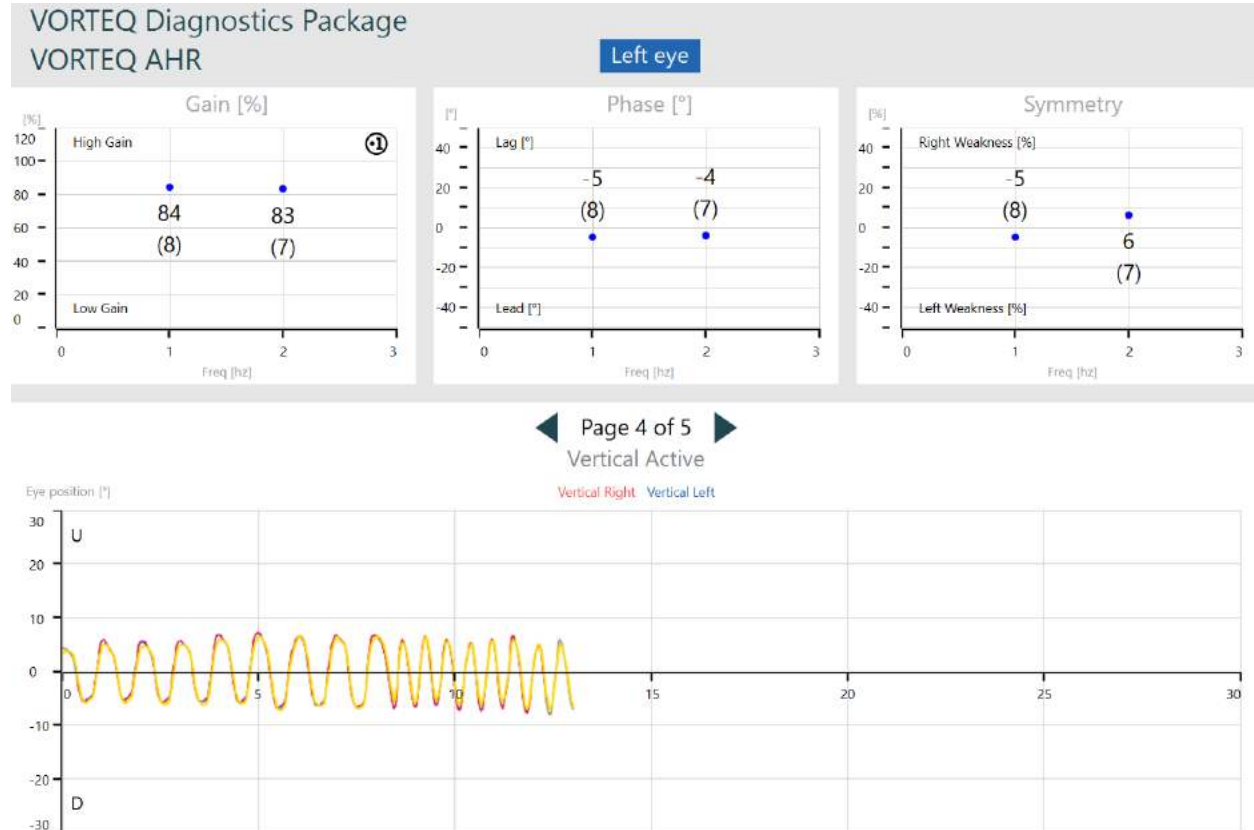 VORTEQ Diagnostics Package
VORTEQ AHR
Left eye
Gain [%]
[%]
120
100
80
60
40
20
0
High Gain
1
84
(8)
83
(7)
Low Gain
0 1 2 3
Freq [hz]
Phase [°]
[°]
40
20
0
-20
-40
Lag [°]
-5
(8)
-4
(7)
Lead [°]
0 1 2 3
Freq [hz]
Symmetry
[%]
40
20
0
-20
-40
Right Weakness [%]
-5
(8)
6
(7)
Left Weakness [%]
0 1 2 3
Freq [hz]
Page 4 of 5
Vertical Active
Eye position [°]
Vertical Right Vertical Left
30
U
20
10
0
0 5 10 15 20 25 30
-10
-20
D
-30